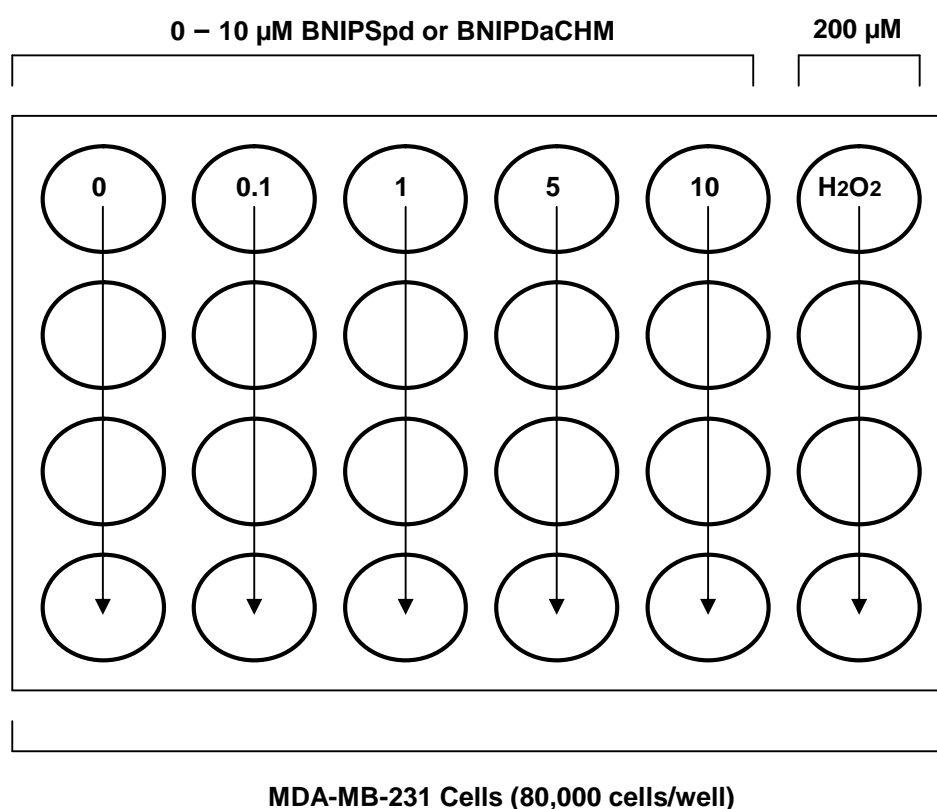 0 – 10 µM BNIPSpd or BNIPDaCHM 200 µM
0 0.1 1 5 10 H2O2
MDA-MB-231 Cells (80,000 cells/well)